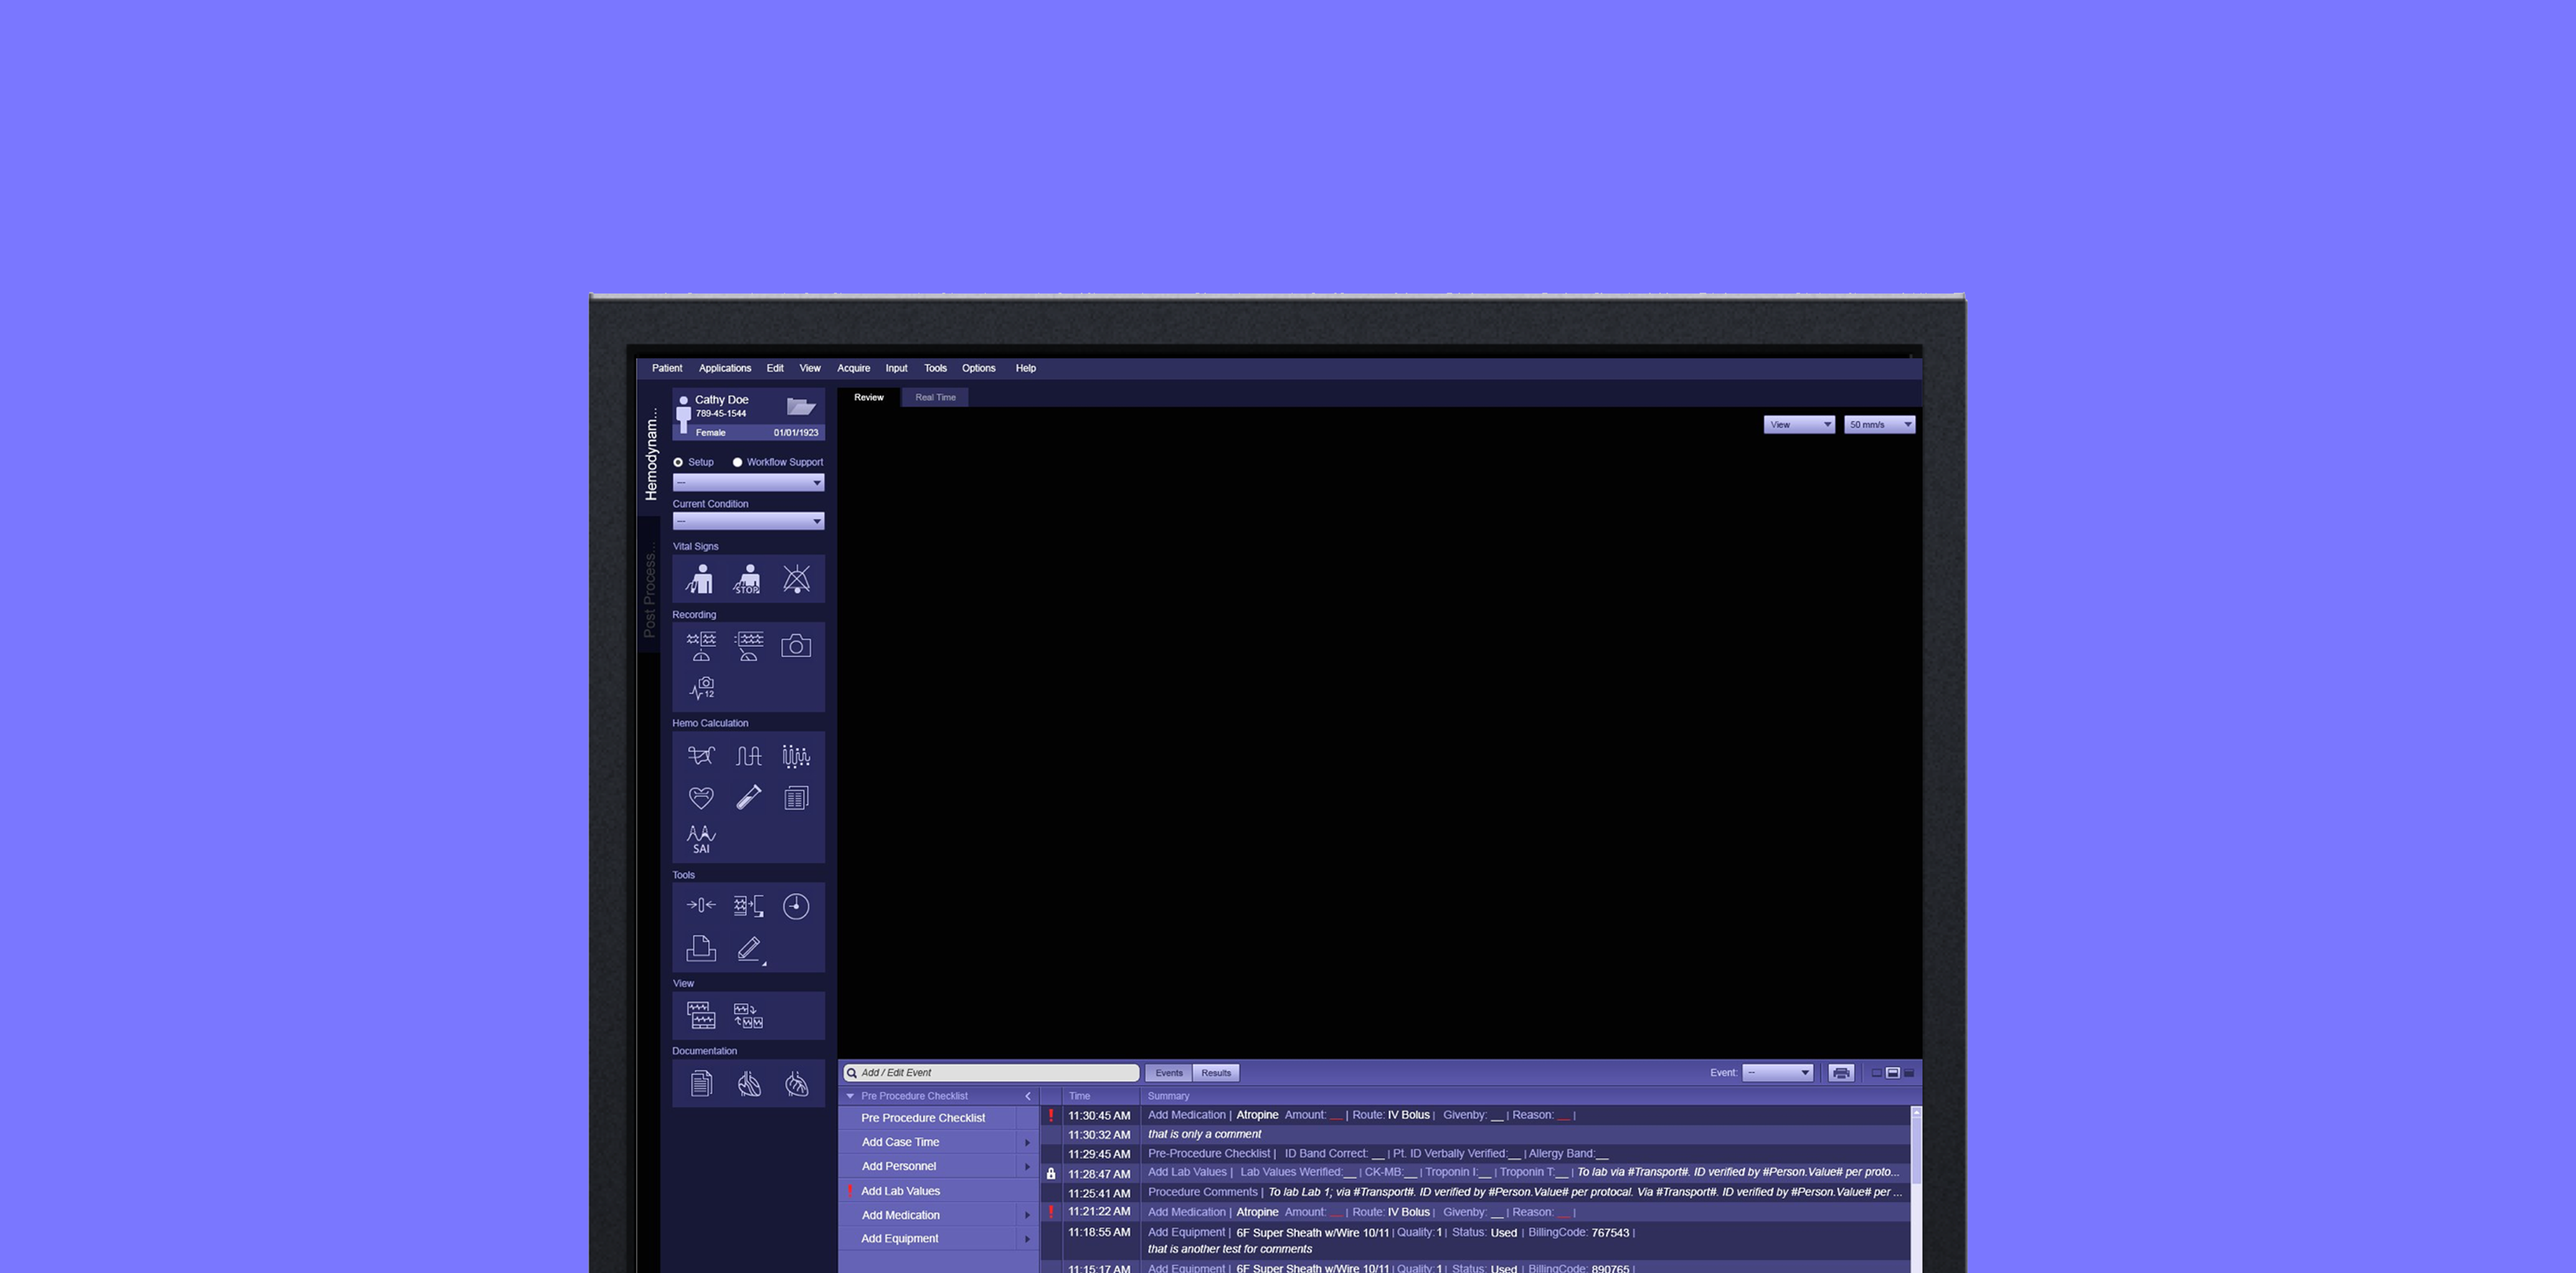 Patient Applications Edit View Acquire Input Tools Options Help
Hemodynam...
Post Process...
Cathy Doe
789-45-1544
Female 01/01/1923
Setup Workflow Support
---
Current Condition
---
Vital Signs
STOP
Recording
12
Hemo Calculation
SAI
Tools
View
Documentation
Review Real Time
View 50 mm/s
Add / Edit Event Events Results Event: --
Pre Procedure Checklist
Pre Procedure Checklist
Add Case Time
Add Personnel
! Add Lab Values
Add Medication
Add Equipment
Time Summary
! 11:30:45 AM Add Medication | Atropine Amount: __ | Route: IV Bolus | Givenby: __ | Reason: __ |
11:30:32 AM that is only a comment
11:29:45 AM Pre-Procedure Checklist | ID Band Correct: __ | Pt. ID Verbally Verified:__ | Allergy Band:__
11:28:47 AM Add Lab Values | Lab Values Werified:__ | CK-MB:__ | Troponin I:__ | Troponin T:__ | To lab via #Transport#. ID verified by #Person.Value# per proto...
11:25:41 AM Procedure Comments | To lab Lab 1; via #Transport#. ID verified by #Person.Value# per protocal. Via #Transport#. ID verified by #Person.Value# per ...
! 11:21:22 AM Add Medication | Atropine Amount: __ | Route: IV Bolus | Givenby: __ | Reason: __ |
11:18:55 AM Add Equipment | 6F Super Sheath w/Wire 10/11 | Quality: 1 | Status: Used | BillingCode: 767543 |
that is another test for comments
11:15:17 AM Add Equipment | 6F Super Sheath w/Wire 10/11 | Quality: 1 | Status: Used | BillingCode: 890765 |